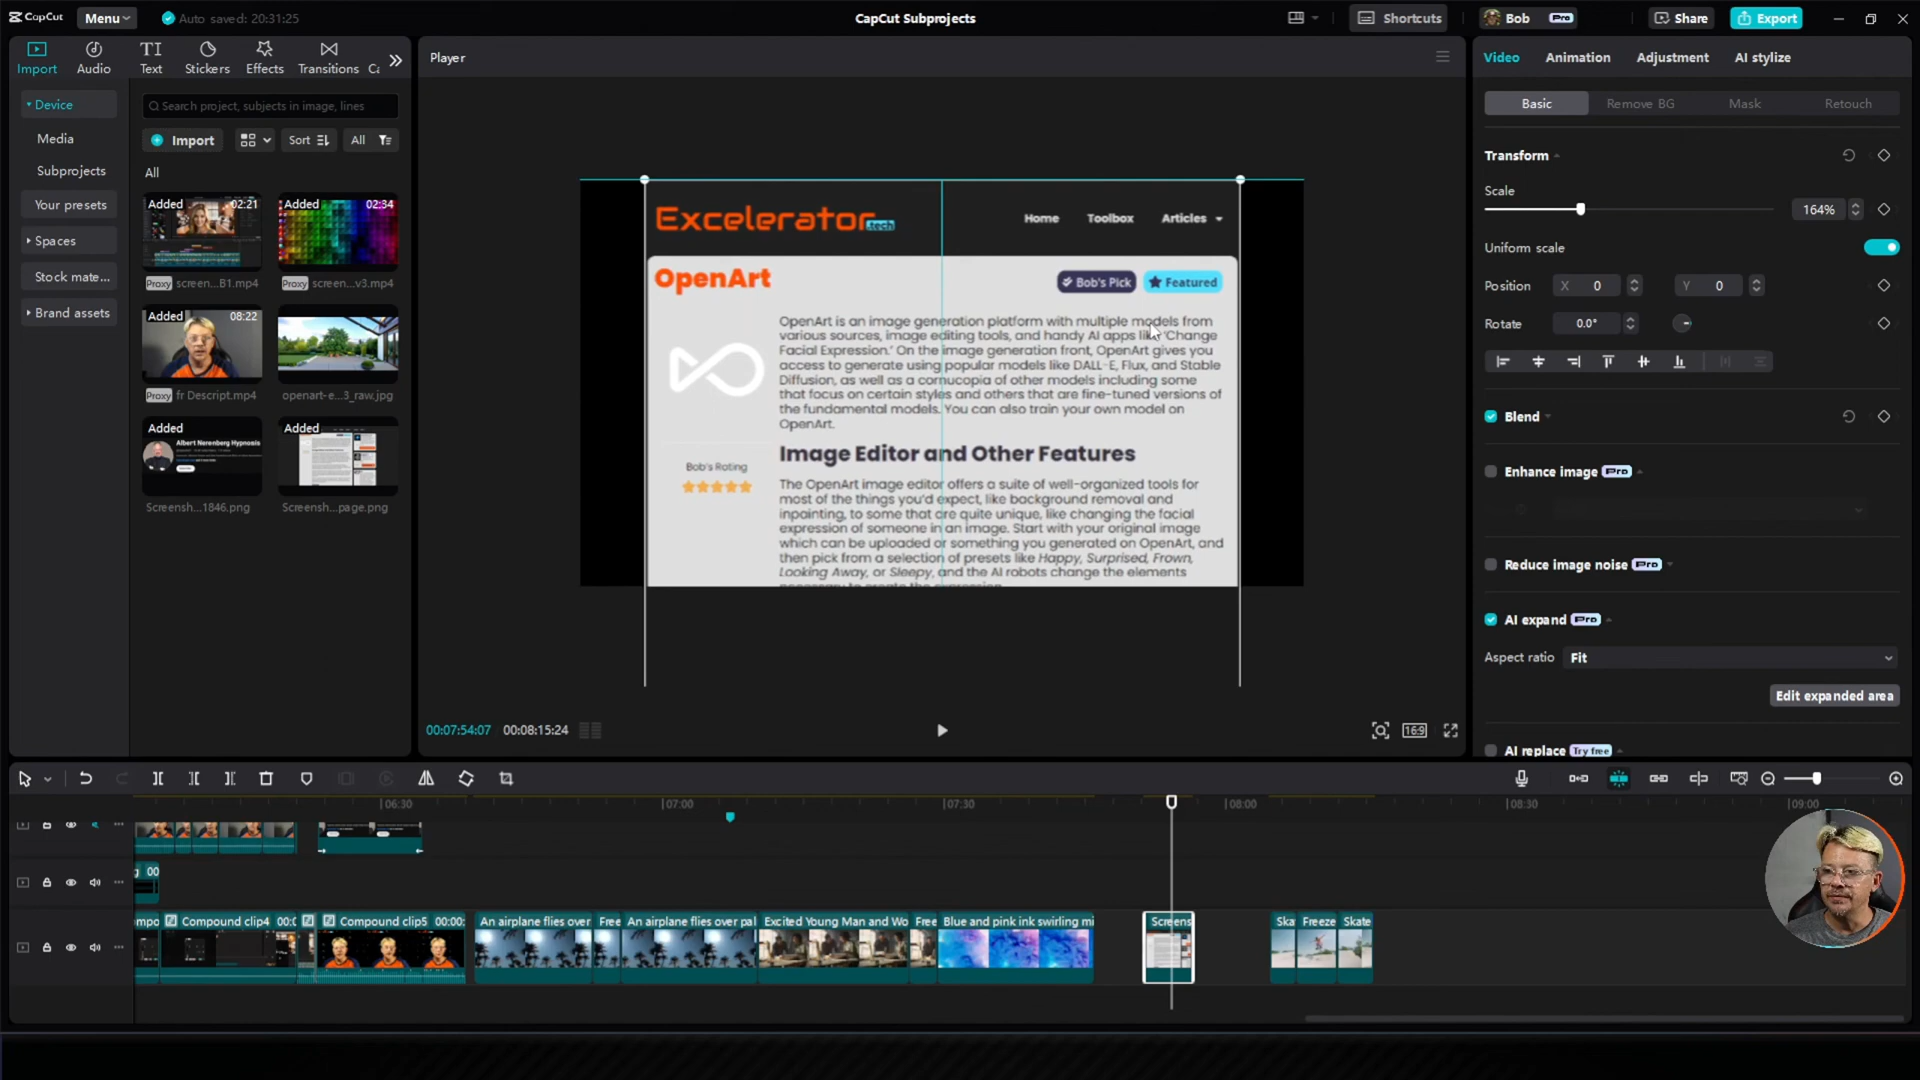 CapCut
Menu
Auto saved: 20:31:25
CapCut Subprojects
Shortcuts
Bob
Pro
Share
Export
Import
Audio
Text
Stickers
Effects
Transitions
Ca
Player
Video
Animation
Adjustment
AI stylize
Device
Media
Subprojects
Your presets
Spaces
Stock mate...
Brand assets
Search project, subjects in image, lines
Import
Sort
All
All
Added 02:21
Added 02:34
Proxy screen...B1.mp4
Proxy screen...v3.mp4
Added 08:22
Proxy fr Descript.mp4
openart-e...3_raw.jpg
Added
Albert Nerenberg Hypnosis
Added
Screensh...1846.png
Screensh...page.png
Excelerator.tech
Home
Toolbox
Articles
OpenArt
Bob's Pick
Featured
OpenArt is an image generation platform with multiple models from
various sources, image editing tools, and handy AI apps like "Change
Facial Expression." On the image generation front, OpenArt gives you
access to generate using popular models like DALL-E, Flux, and Stable
Diffusion, as well as a cornucopia of other models including some
that focus on certain styles and others that are fine-tuned versions of
the fundamental models. You can also train your own model on
OpenArt.
Bob's Rating
Image Editor and Other Features
The OpenArt image editor offers a suite of well-organized tools for
most of the things you'd expect, like background removal and
inpainting, to some that are quite unique, like changing the facial
expression of someone in an image. Start with your original image
which can be uploaded or something you generated on OpenArt, and
then pick from a selection of presets like Happy, Surprised, Frown,
Looking Away, or Sleepy, and the AI robots change the elements
00:07:54:07
00:08:15:24
16:9
Basic
Remove BG
Mask
Retouch
Transform
Scale
164%
Uniform scale
Position
X 0
Y 0
Rotate
0.0°
Blend
Enhance image Pro
Reduce image noise Pro
AI expand Pro
Aspect ratio
Fit
Edit expanded area
AI replace Try free
06:30
07:00
07:30
08:00
08:30
09:00
g 00
mpo
Compound clip4 00:0
Compound clip5 00:00:
An airplane flies over
Free
An airplane flies over pal
Excited Young Man and Wo
Free
Blue and pink ink swirling mi
Screens
Ska
Freeze
Skate